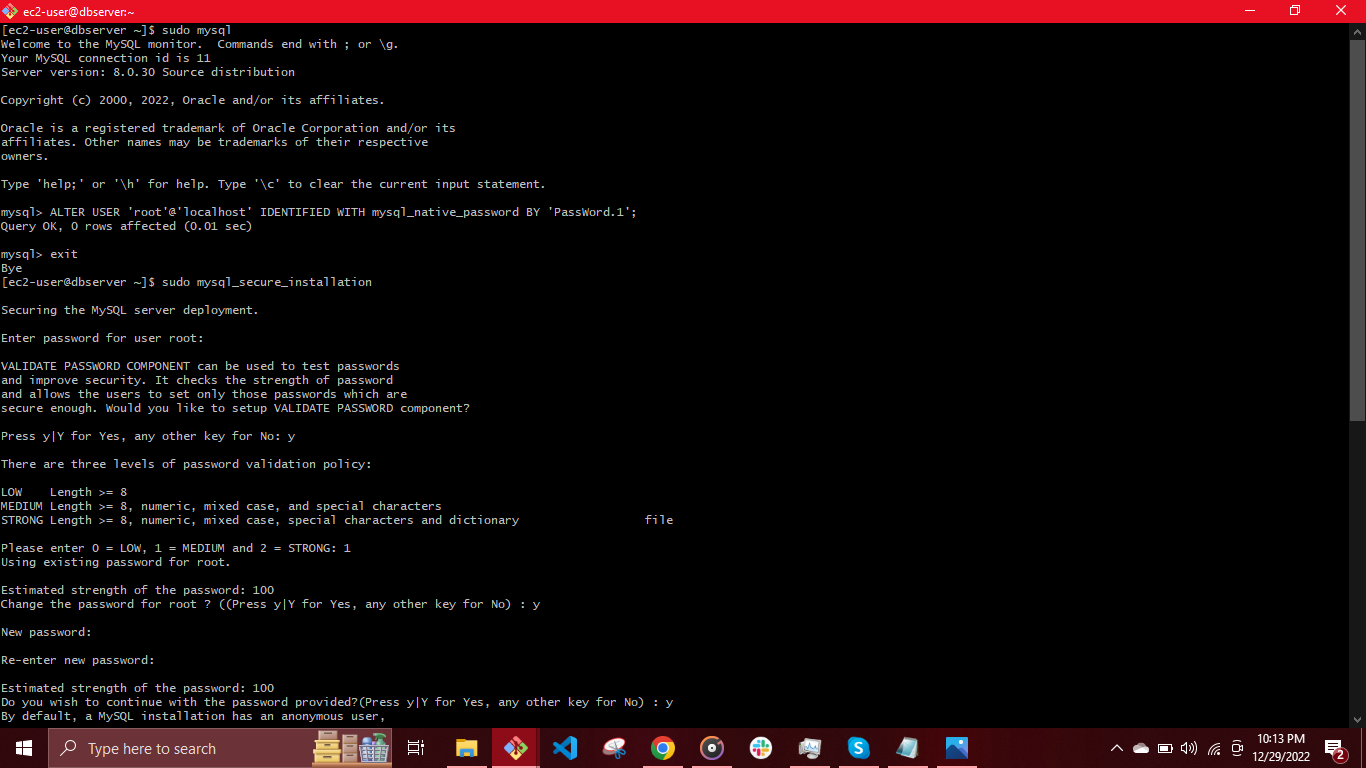 ec2-user@dbserver:~
[ec2-user@dbserver ~]$ sudo mysql
Welcome to the MySQL monitor.  Commands end with ; or \g.
Your MySQL connection id is 11
Server version: 8.0.30 Source distribution
Copyright (c) 2000, 2022, Oracle and/or its affiliates.
Oracle is a registered trademark of Oracle Corporation and/or its
affiliates. Other names may be trademarks of their respective
owners.
Type 'help;' or '\h' for help. Type '\c' to clear the current input statement.
mysql> ALTER USER 'root'@'localhost' IDENTIFIED WITH mysql_native_password BY 'PassWord.1';
Query OK, 0 rows affected (0.01 sec)
mysql> exit
Bye
[ec2-user@dbserver ~]$ sudo mysql_secure_installation
Securing the MySQL server deployment.
Enter password for user root:
VALIDATE PASSWORD COMPONENT can be used to test passwords
and improve security. It checks the strength of password
and allows the users to set only those passwords which are
secure enough. Would you like to setup VALIDATE PASSWORD component?
Press y|Y for Yes, any other key for No: y
There are three levels of password validation policy:
LOW    Length >= 8
MEDIUM Length >= 8, numeric, mixed case, and special characters
STRONG Length >= 8, numeric, mixed case, special characters and dictionary                  file
Please enter 0 = LOW, 1 = MEDIUM and 2 = STRONG: 1
Using existing password for root.
Estimated strength of the password: 100
Change the password for root ? ((Press y|Y for Yes, any other key for No) : y
New password:
Re-enter new password:
Estimated strength of the password: 100
Do you wish to continue with the password provided?(Press y|Y for Yes, any other key for No) : y
By default, a MySQL installation has an anonymous user,
Type here to search
10:13 PM
12/29/2022
2